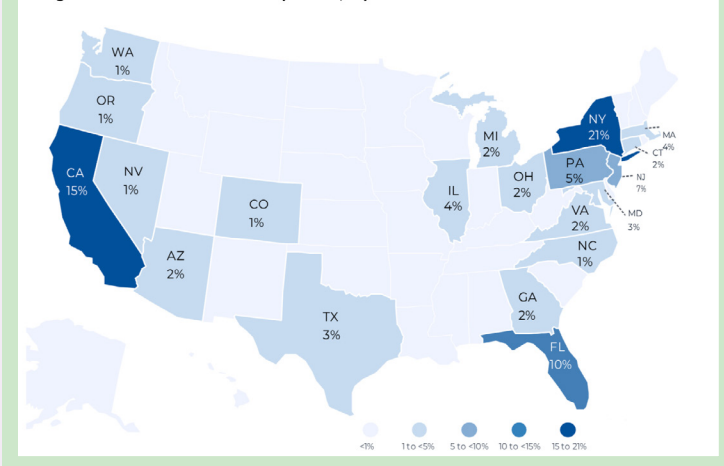 WA
1%
OR
1%
CA
15%
NV
1%
AZ
2%
CO
1%
TX
3%
IL
4%
MI
2%
OH
2%
NY
21%
PA
5%
MA
4%
CT
2%
NJ
7%
MD
3%
VA
2%
NC
1%
GA
2%
FL
10%
<1% 1 to <5% 5 to <10% 10 to <15% 15 to 21%